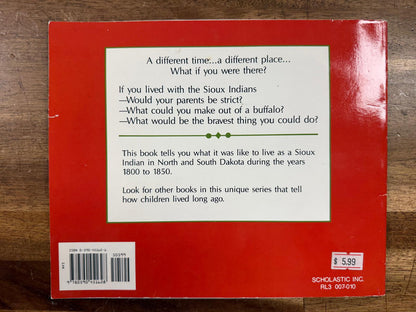 A different time...a different place...
What if you were there?
If you lived with the Sioux Indians
—Would your parents be strict?
—What could you make out of a buffalo?
—What would be the bravest thing you could do?
This book tells you what it was like to live as a Sioux
Indian in North and South Dakota during the years
1800 to 1850.
Look for other books in this unique series that tell
how children lived long ago.
50399
$ 5.99
SCHOLASTIC INC.
RL3 007-010